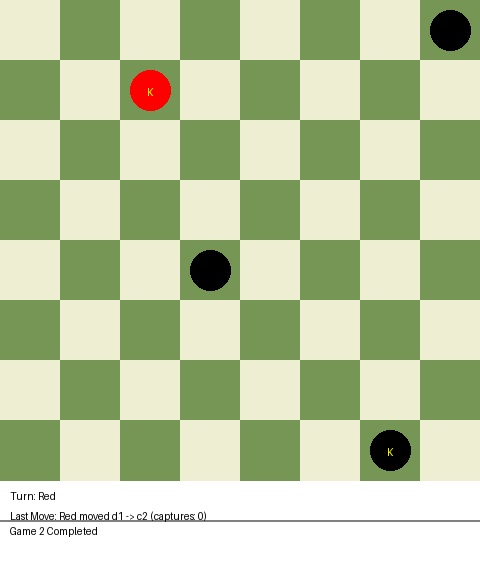 K
K
Turn: Red
Last Move: Red moved d1 -> c2 (captures: 0)
Game 2 Completed